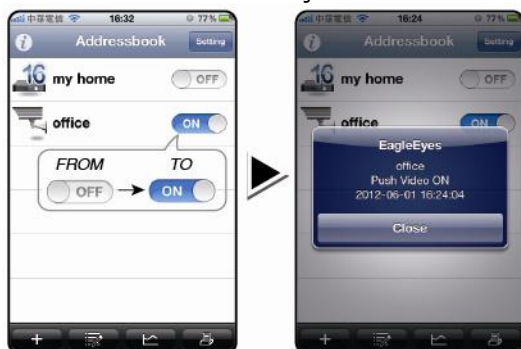 中華電信 16:32 77%
Addressbook Setting
16 my home OFF
office ON
FROM TO
OFF ON
中華電信 16:24 77%
Addressbook Setting
16 my home OFF
office ON
EagleEyes
office
Push Video ON
2012-06-01 16:24:04
Close